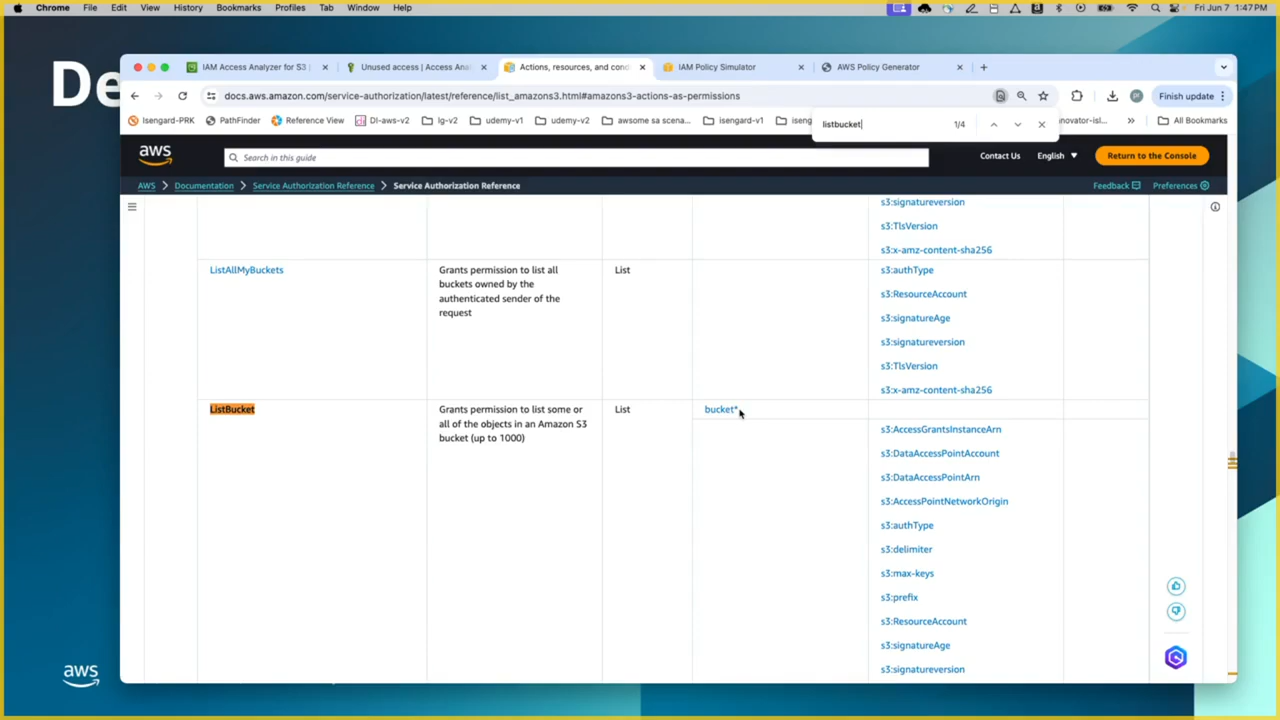 Chrome File Edit View History Bookmarks Profiles Tab Window Help
Fri Jun 7 1:47PM
De
IAM Access Analyzer for S3
Unused access | Access Ana
Actions, resources, and cond
IAM Policy Simulator
AWS Policy Generator
docs.aws.amazon.com/service-authorization/latest/reference/list_amazons3.html#amazons3-actions-as-permissions
Finish update
Isengard-PRK
PathFinder
Reference View
DI-aws-v2
lg-v2
udemy-v1
udemy-v2
awsome sa scena...
isengard-v1
iseng
novator-isl...
All Bookmarks
listbucket
1/4
aws
Search in this guide
Contact Us
English
Return to the Console
AWS
Documentation
Service Authorization Reference
Service Authorization Reference
Feedback
Preferences
s3:signatureversion
s3:TlsVersion
s3:x-amz-content-sha256
ListAllMyBuckets
Grants permission to list all
buckets owned by the
authenticated sender of the
request
List
s3:authType
s3:ResourceAccount
s3:signatureAge
s3:signatureversion
s3:TlsVersion
s3:x-amz-content-sha256
ListBucket
Grants permission to list some or
all of the objects in an Amazon S3
bucket (up to 1000)
List
bucket*
s3:AccessGrantsInstanceArn
s3:DataAccessPointAccount
s3:DataAccessPointArn
s3:AccessPointNetworkOrigin
s3:authType
s3:delimiter
s3:max-keys
s3:prefix
s3:ResourceAccount
s3:signatureAge
s3:signatureversion
aws